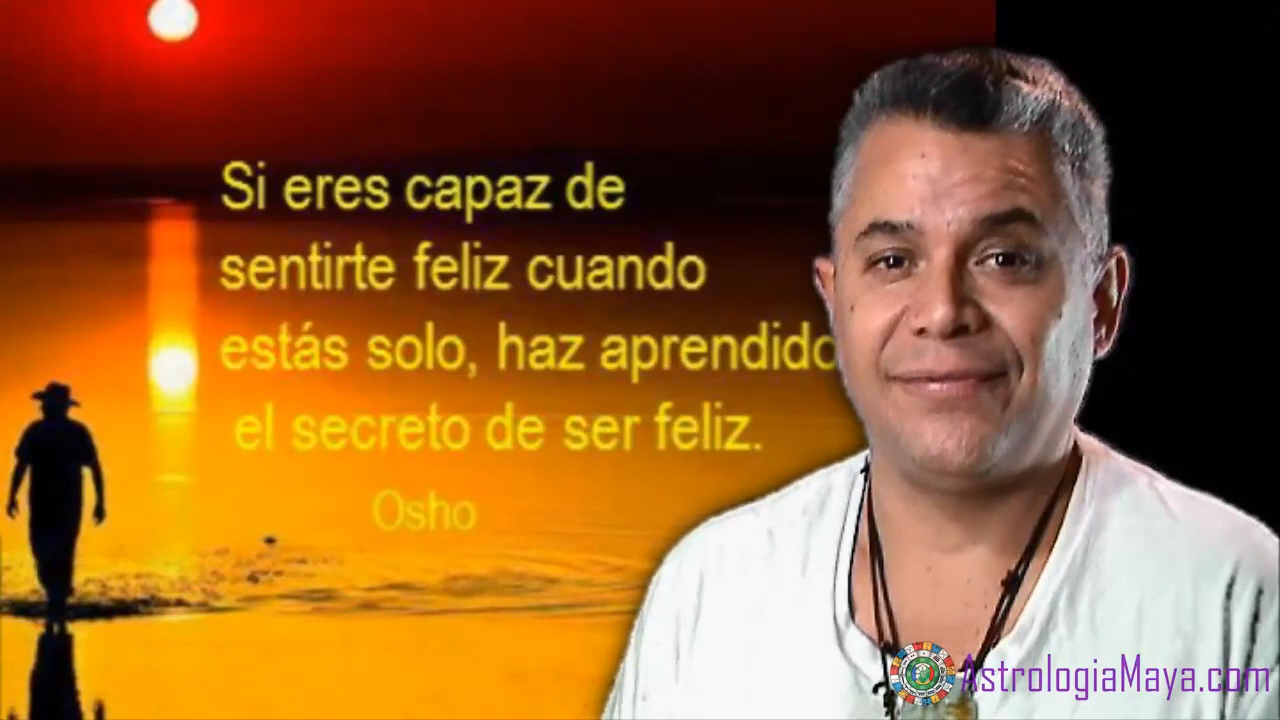 Si eres capaz de
sentirte feliz cuando
estás solo, haz aprendido
el secreto de ser feliz.
Osho
AstrologiaMaya.com